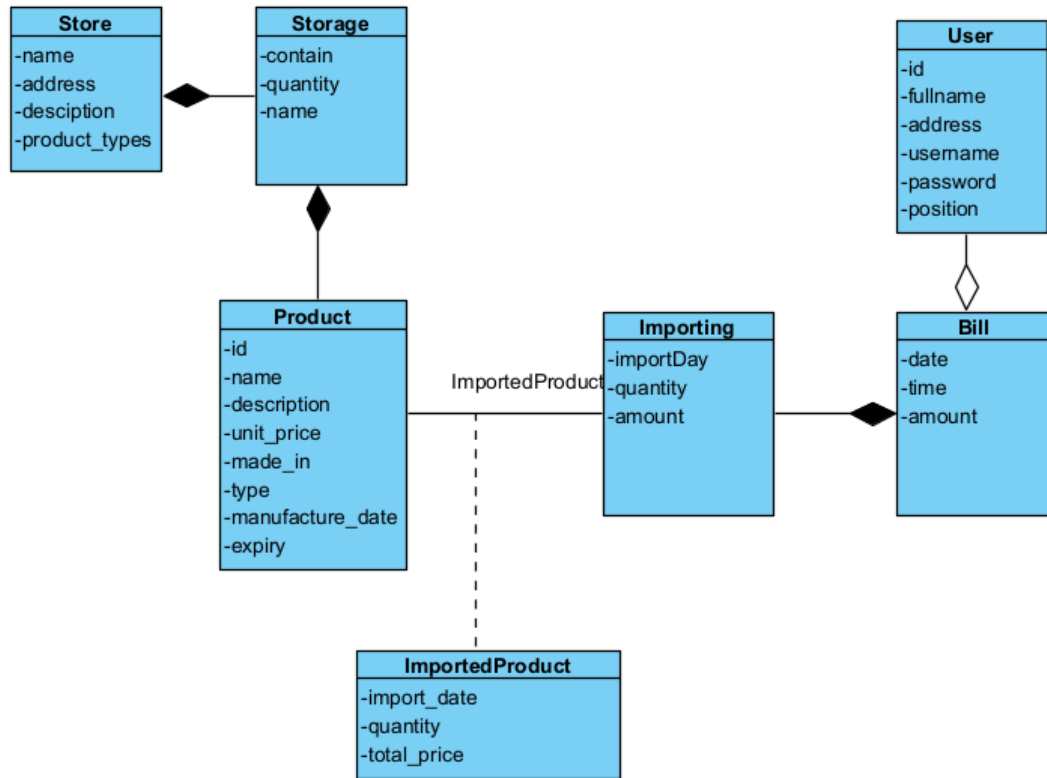 Store
-name
-address
-desciption
-product_types
Storage
-contain
-quantity
-name
User
-id
-fullname
-address
-username
-password
-position
Product
-id
-name
-description
-unit_price
-made_in
-type
-manufacture_date
-expiry
ImportedProduct
Importing
-importDay
-quantity
-amount
Bill
-date
-time
-amount
ImportedProduct
-import_date
-quantity
-total_price